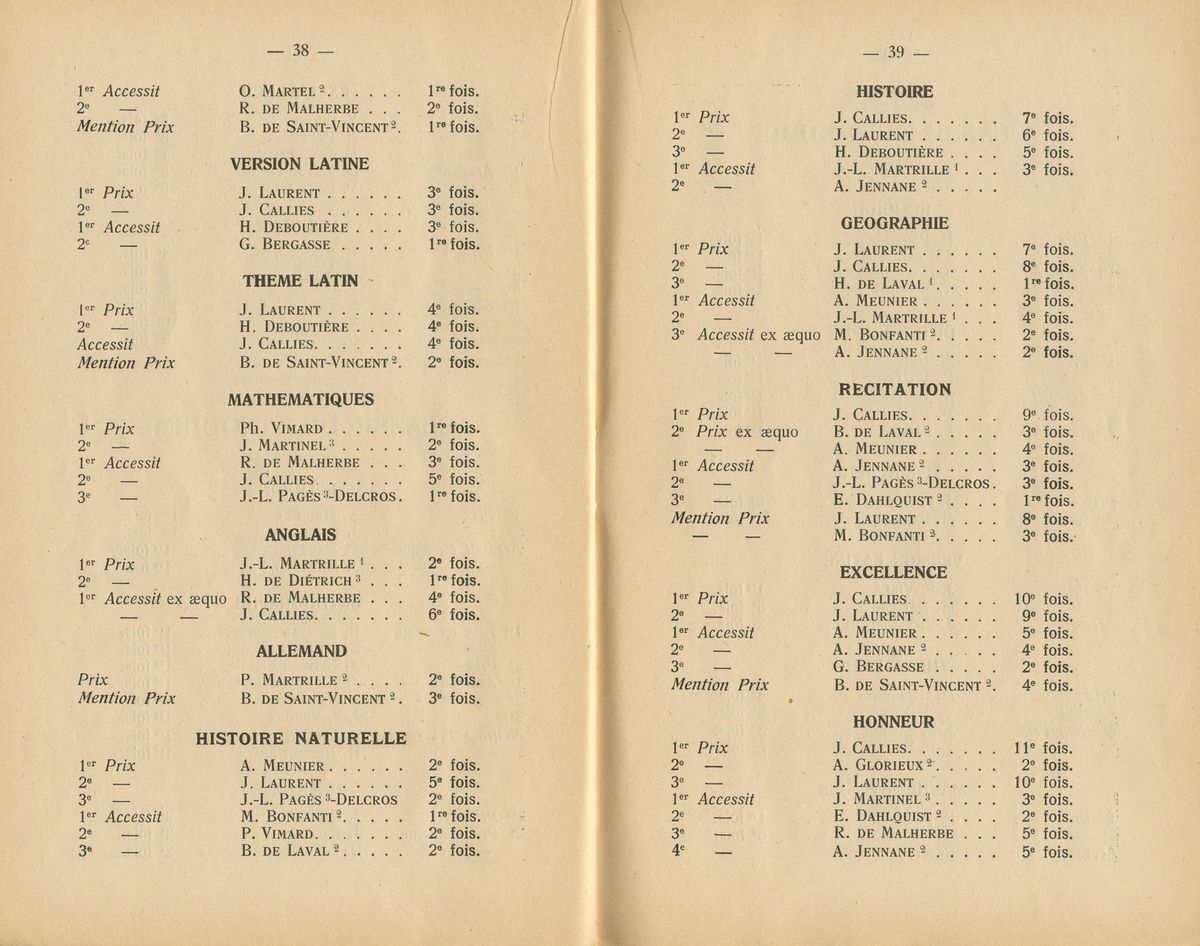 — 38 —
1er Accessit O. MARTEL 2. . . . . . 1re fois.
2e — R. DE MALHERBE . . . 2e fois.
Mention Prix B. DE SAINT-VINCENT 2. 1re fois.
VERSION LATINE
1er Prix J. LAURENT . . . . . . 3e fois.
2e — J. CALLIES . . . . . . 3e fois.
1er Accessit H. DEBOUTIÈRE . . . . 3e fois.
2e — G. BERGASSE . . . . . 1re fois.
THEME LATIN
1er Prix J. LAURENT . . . . . . 4e fois.
2e — H. DEBOUTIÈRE . . . . 4e fois.
Accessit J. CALLIES. . . . . . . 4e fois.
Mention Prix B. DE SAINT-VINCENT 2. 2e fois.
MATHEMATIQUES
1er Prix Ph. VIMARD . . . . . . 1re fois.
2e — J. MARTINEL 3 . . . . . 2e fois.
1er Accessit R. DE MALHERBE . . . 3e fois.
2e — J. CALLIES. . . . . . . 5e fois.
3e — J.-L. PAGÈS 3-DELCROS. 1re fois.
ANGLAIS
1er Prix J.-L. MARTRILLE 1 . . . 2e fois.
2e — H. DE DIÉTRICH 3 . . . 1re fois.
1er Accessit ex æquo R. DE MALHERBE . . . 4e fois.
— — J. CALLIES. . . . . . . 6e fois.
ALLEMAND
Prix P. MARTRILLE 2 . . . . 2e fois.
Mention Prix B. DE SAINT-VINCENT 2. 3e fois.
HISTOIRE NATURELLE
1er Prix A. MEUNIER . . . . . . 2e fois.
2e — J. LAURENT . . . . . . 5e fois.
3e — J.-L. PAGÈS 3-DELCROS 2e fois.
1er Accessit M. BONFANTI 2. . . . . 1re fois.
2e — P. VIMARD. . . . . . . 2e fois.
3e — B. DE LAVAL 2. . . . . 2e fois.
— 39 —
HISTOIRE
1er Prix J. CALLIES. . . . . . . 7e fois.
2e — J. LAURENT . . . . . . 6e fois.
3e — H. DEBOUTIÈRE . . . . 5e fois.
1er Accessit J.-L. MARTRILLE 1 . . . 3e fois.
2e — A. JENNANE 2 . . . . .
GEOGRAPHIE
1er Prix J. LAURENT . . . . . . 7e fois.
2e — J. CALLIES. . . . . . . 8e fois.
3e — H. DE LAVAL 1. . . . . 1re fois.
1er Accessit A. MEUNIER . . . . . . 3e fois.
2e — J.-L. MARTRILLE 1 . . . 4e fois.
3e Accessit ex æquo M. BONFANTI 2. . . . . 2e fois.
— — A. JENNANE 2 . . . . . 2e fois.
RECITATION
1er Prix J. CALLIES. . . . . . . 9e fois.
2e Prix ex æquo B. DE LAVAL 2 . . . . . 3e fois.
— — A. MEUNIER . . . . . . 4e fois.
1er Accessit A. JENNANE 2 . . . . . 3e fois.
2e — J.-L. PAGÈS 3-DELCROS. 3e fois.
3e — E. DAHLQUIST 2 . . . . 1re fois.
Mention Prix J. LAURENT . . . . . . 8e fois.
— — M. BONFANTI 2. . . . . 3e fois.
EXCELLENCE
1er Prix J. CALLIES. . . . . . . 10e fois.
2e — J. LAURENT . . . . . . 9e fois.
1er Accessit A. MEUNIER . . . . . . 5e fois.
2e — A. JENNANE 2 . . . . . 4e fois.
3e — G. BERGASSE . . . . . 2e fois.
Mention Prix B. DE SAINT-VINCENT 2. 4e fois.
HONNEUR
1er Prix J. CALLIES. . . . . . . 11e fois.
2e — A. GLORIEUX 2. . . . . 2e fois.
3e — J. LAURENT . . . . . . 10e fois.
1er Accessit J. MARTINEL 3 . . . . . 3e fois.
2e — E. DAHLQUIST 2 . . . . 2e fois.
3e — R. DE MALHERBE . . . 5e fois.
4e — A. JENNANE 2 . . . . . 5e fois.